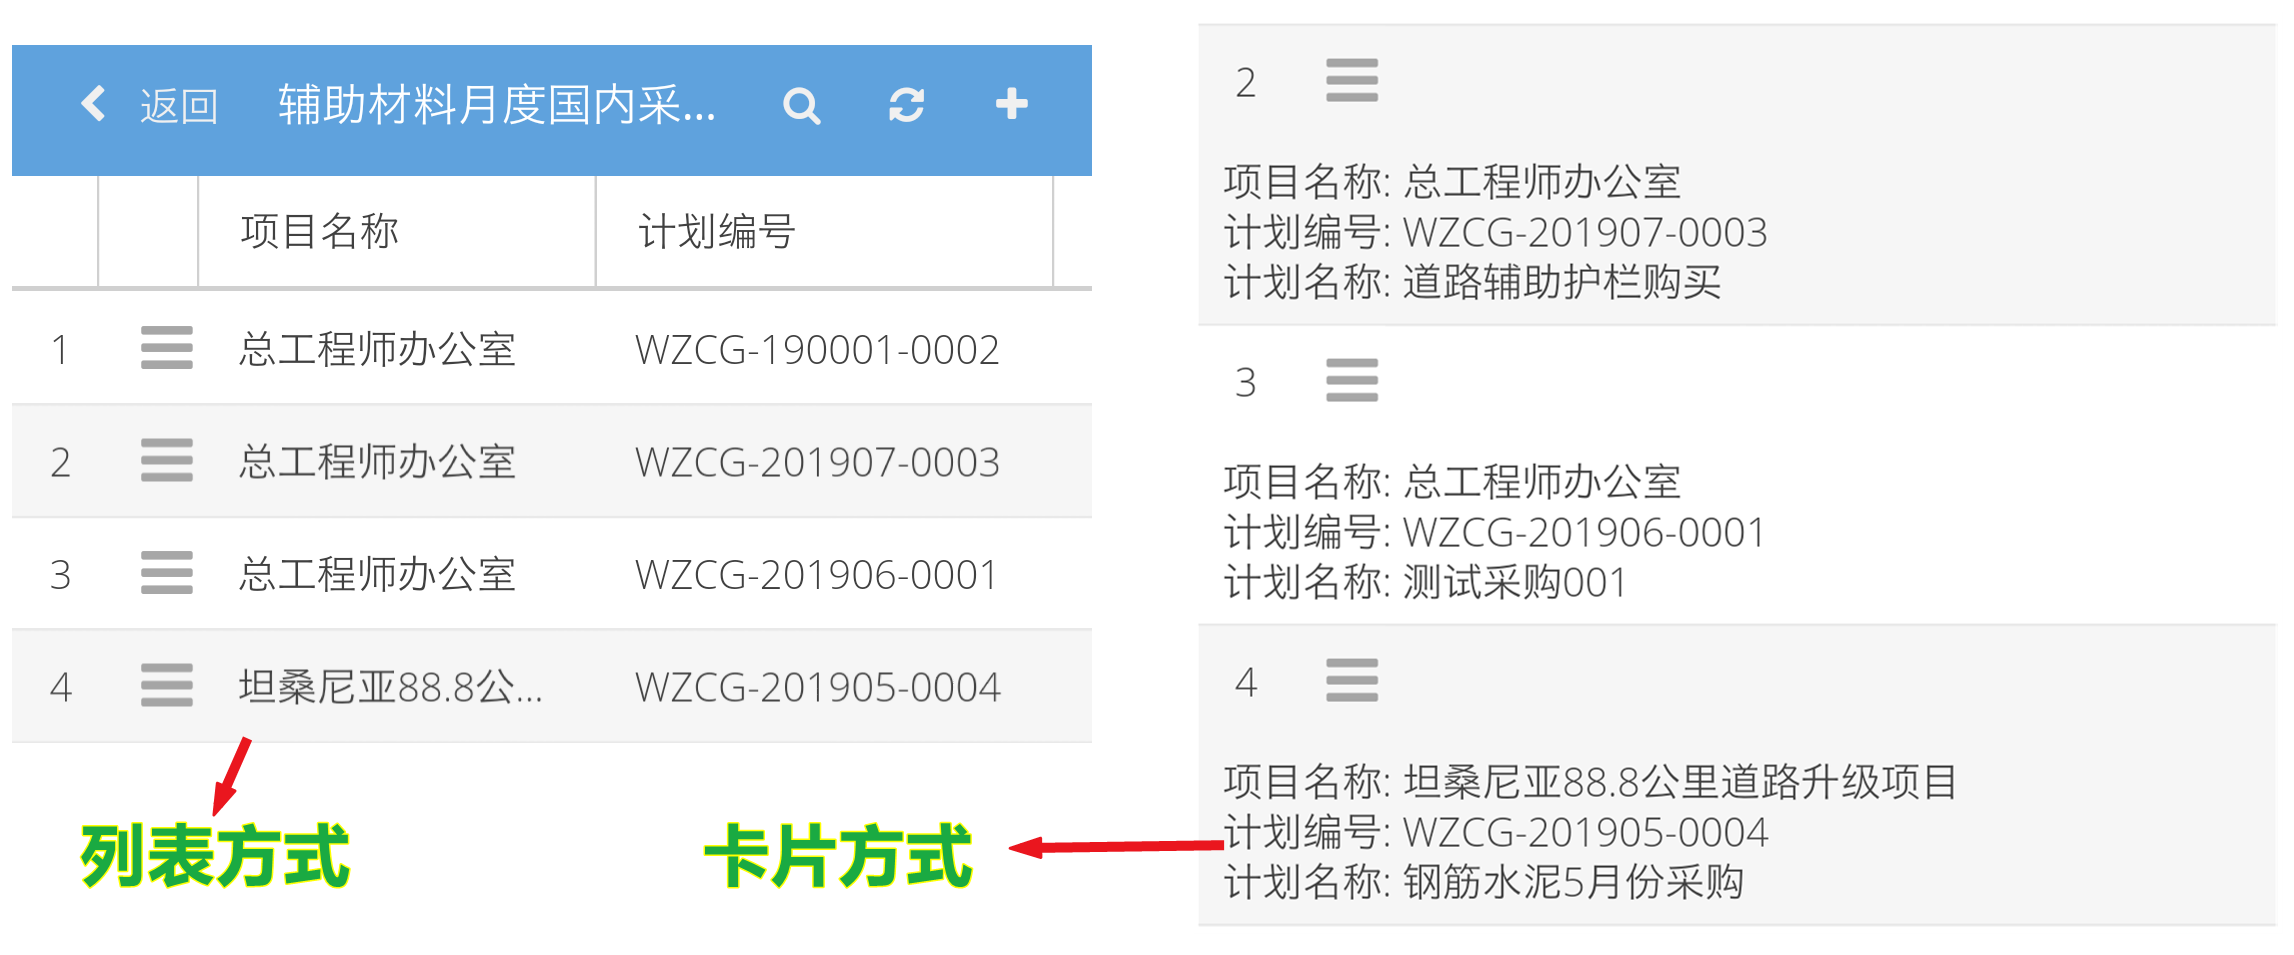 返回 辅助材料月度国内采...
项目名称 计划编号
1 总工程师办公室 WZCG-190001-0002
2 总工程师办公室 WZCG-201907-0003
3 总工程师办公室 WZCG-201906-0001
4 坦桑尼亚88.8公... WZCG-201905-0004
列表方式
卡片方式
2
项目名称: 总工程师办公室
计划编号: WZCG-201907-0003
计划名称: 道路辅助护栏购买
3
项目名称: 总工程师办公室
计划编号: WZCG-201906-0001
计划名称: 测试采购001
4
项目名称: 坦桑尼亚88.8公里道路升级项目
计划编号: WZCG-201905-0004
计划名称: 钢筋水泥5月份采购